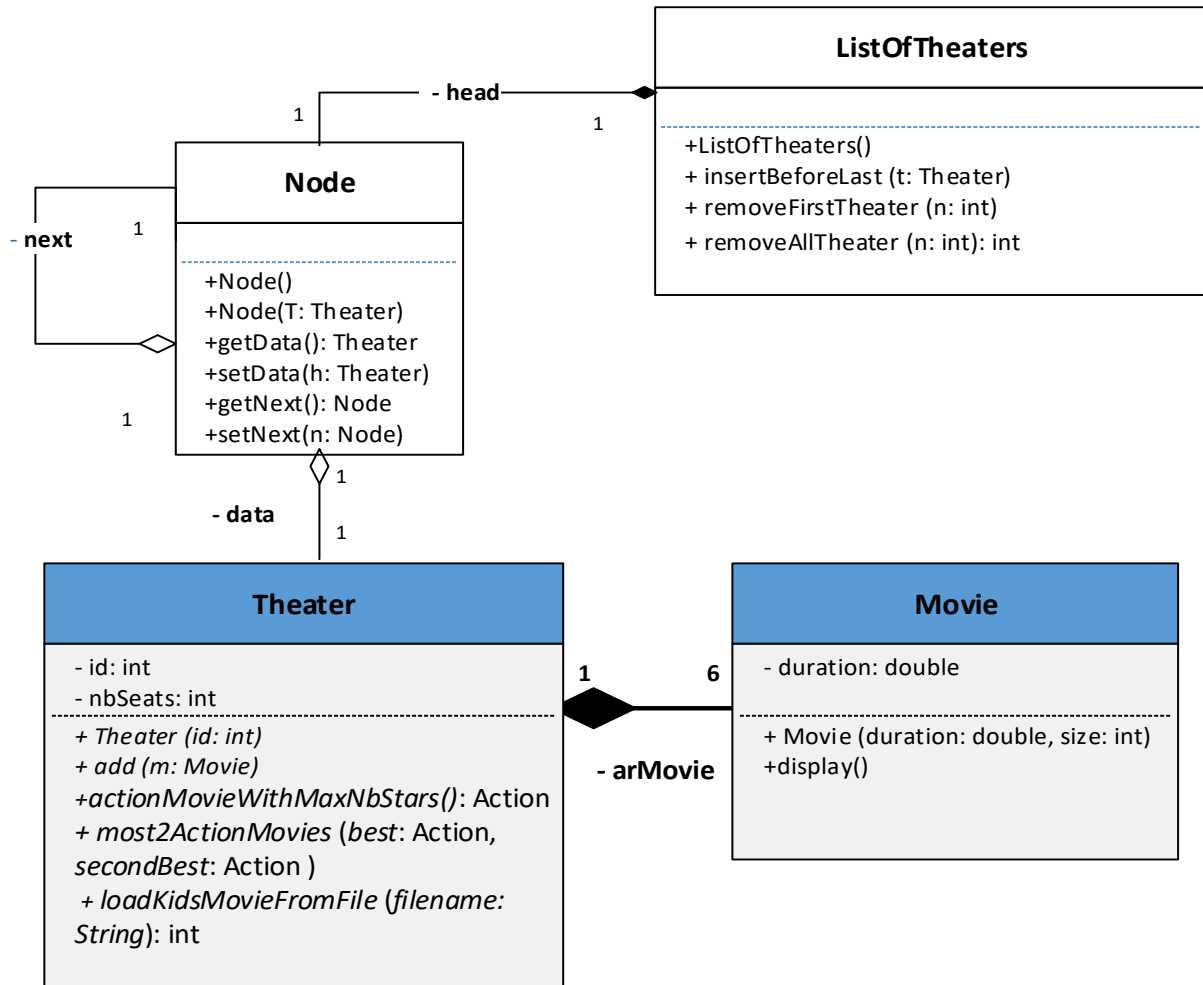 ListOfTheaters
- head
1
1
+ListOfTheaters()
+ insertBeforeLast (t: Theater)
+ removeFirstTheater (n: int)
+ removeAllTheater (n: int): int
Node
- next
1
+Node()
+Node(T: Theater)
+getData(): Theater
+setData(h: Theater)
+getNext(): Node
+setNext(n: Node)
1
1
- data
1
Theater
- id: int
- nbSeats: int
+ Theater (id: int)
+ add (m: Movie)
+actionMovieWithMaxNbStars(): Action
+ most2ActionMovies (best: Action,
secondBest: Action )
+ loadKidsMovieFromFile (filename:
String): int
1
6
- arMovie
Movie
- duration: double
+ Movie (duration: double, size: int)
+display()